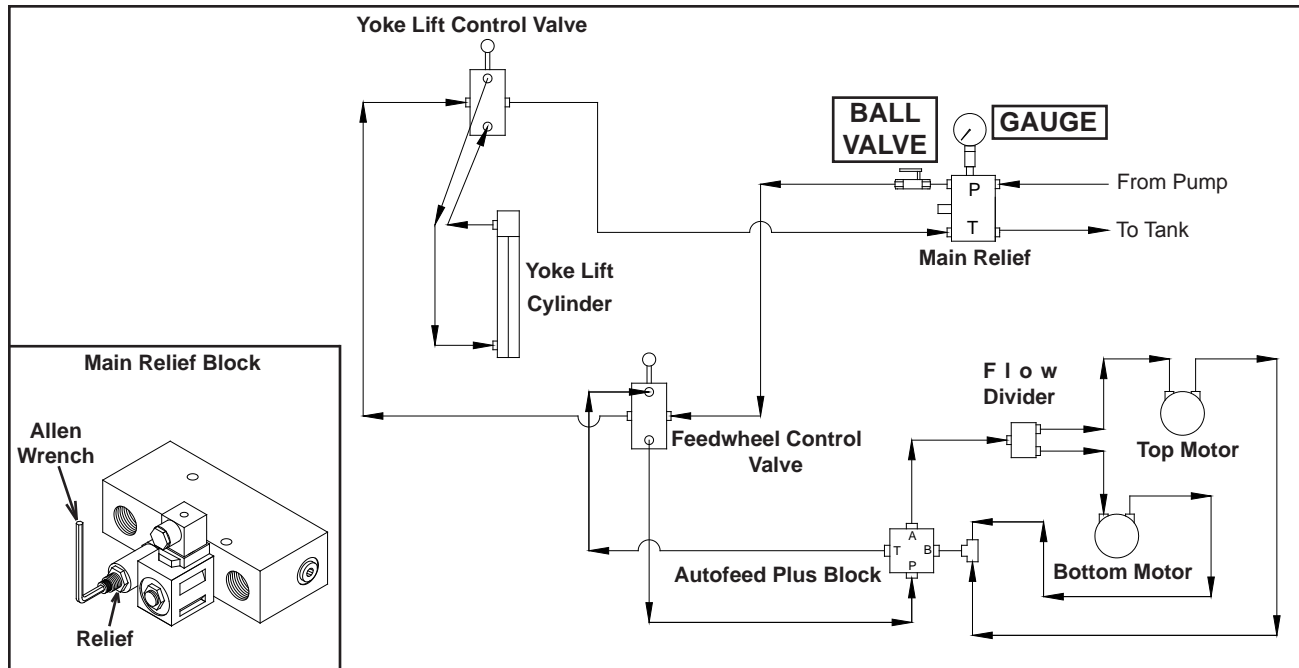 Yoke Lift Control Valve
BALL
VALVE
GAUGE
P
From Pump
T
To Tank
Main Relief
Yoke Lift
Cylinder
Main Relief Block
Allen
Wrench
Relief
Feedwheel Control
Valve
Flow
Divider
Top Motor
A
T
B
P
Autofeed Plus Block
Bottom Motor